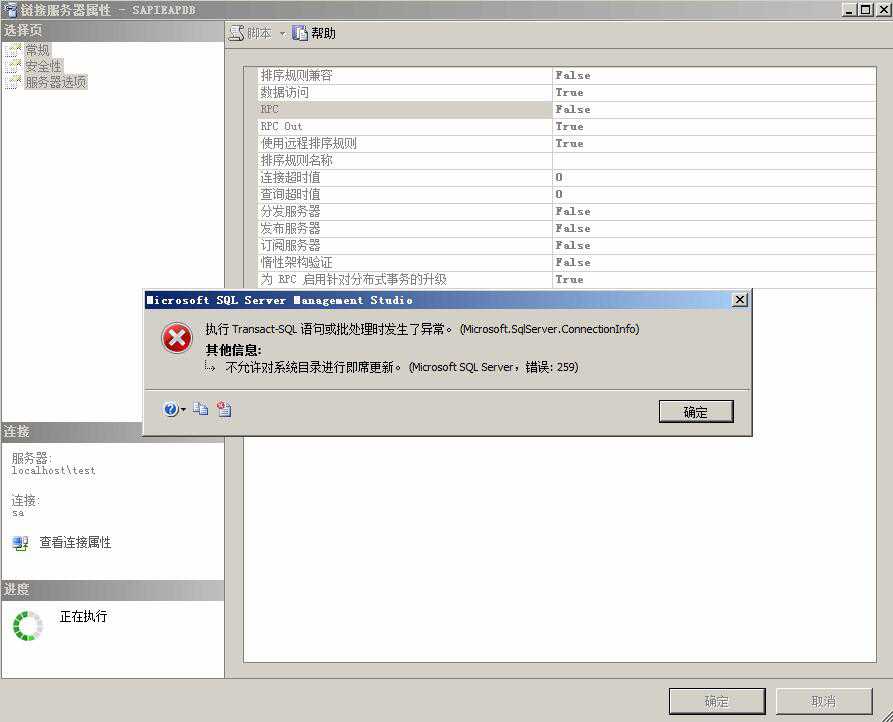 链接服务器属性 - SAPIEAPDB
选择页
常规
安全性
服务器选项
脚本
帮助
排序规则兼容 False
数据访问 True
RPC False
RPC Out True
使用远程排序规则 True
排序规则名称
连接超时值 0
查询超时值 0
分发服务器 False
发布服务器 False
订阅服务器 False
惰性架构验证 False
为 RPC 启用针对分布式事务的升级 True
Microsoft SQL Server Management Studio
执行 Transact-SQL 语句或批处理时发生了异常。 (Microsoft.SqlServer.ConnectionInfo)
其他信息:
不允许对系统目录进行即席更新。 (Microsoft SQL Server，错误: 259)
确定
连接
服务器:
localhost\test
连接:
sa
查看连接属性
进度
正在执行
确定 取消